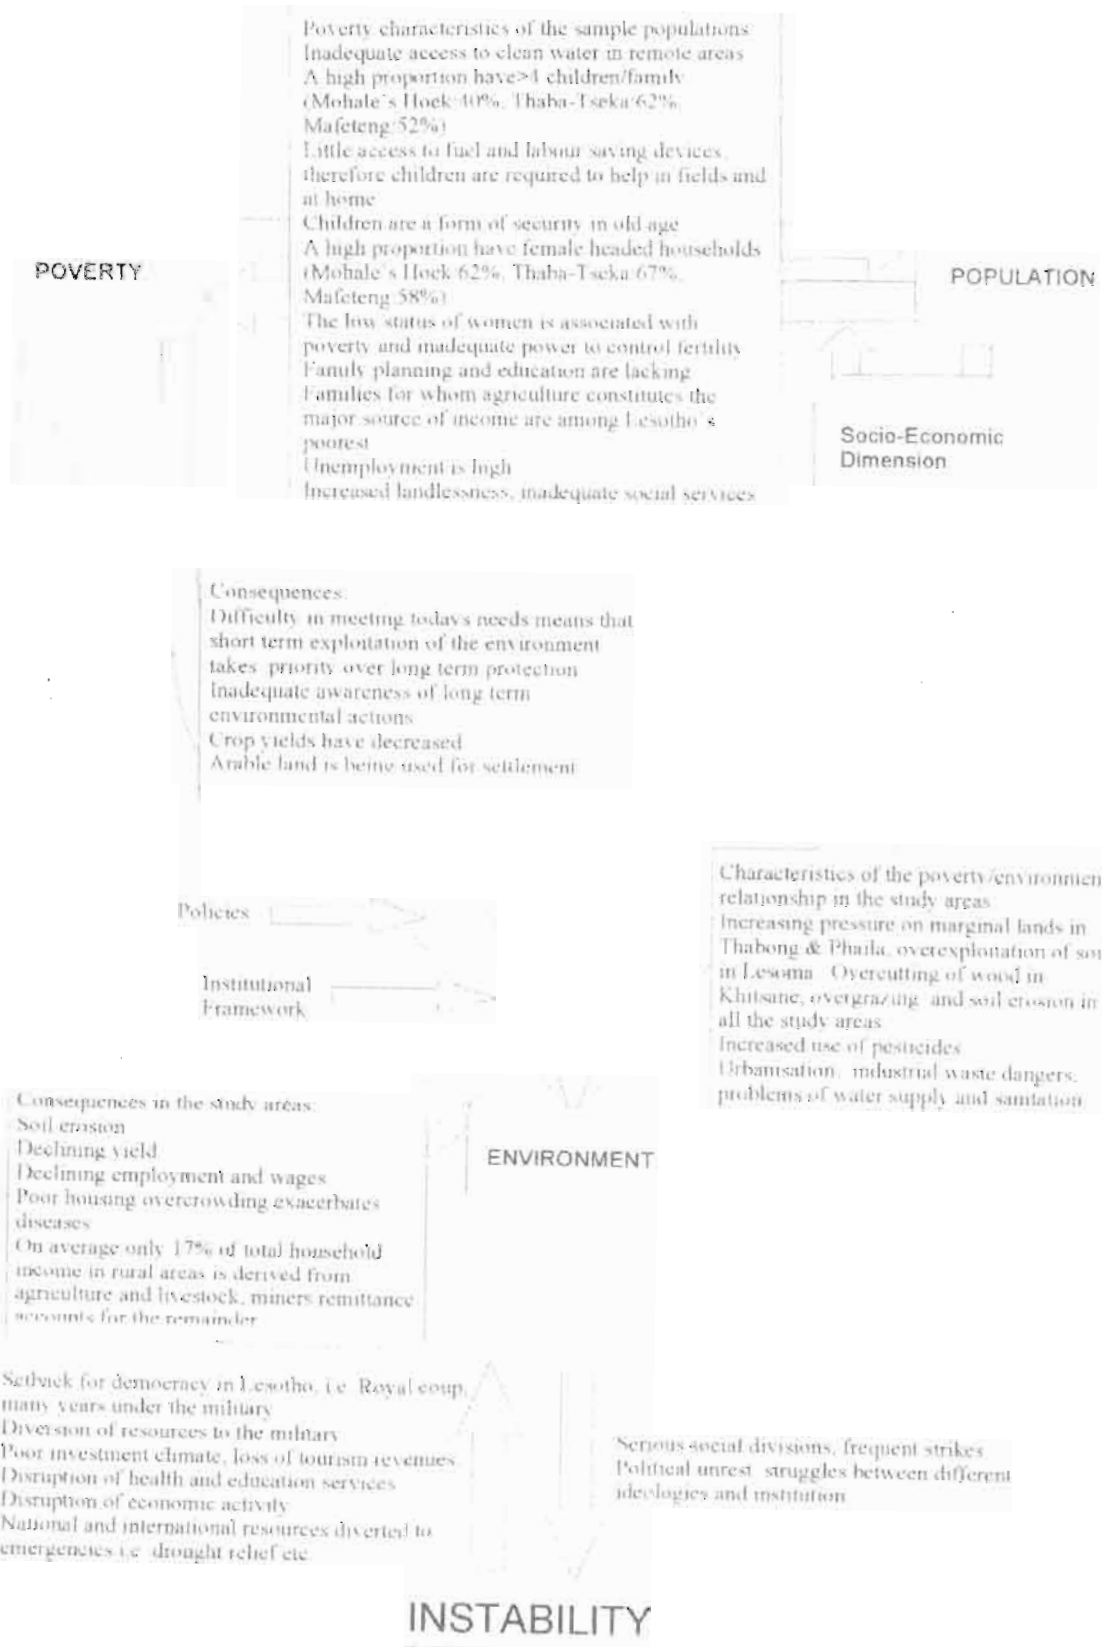 Poverty characteristics of the sample populations
Inadequate access to clean water in remote areas
A high proportion have>4 children/family
(Mohale's Hoek 40%, Thaba-Tseka 62%,
Mafeteng 52%)
Little access to fuel and labour saving devices,
therefore children are required to help in fields and
at home
Children are a form of security in old age
A high proportion have female headed households
(Mohale's Hoek 62%, Thaba-Tseka 67%,
Mafeteng 58%)
The low status of women is associated with
poverty and inadequate power to control fertility
Family planning and education are lacking
Families for whom agriculture constitutes the
major source of income are among Lesotho's
poorest
Unemployment is high
Increased landlessness, inadequate social services
POVERTY
POPULATION
Socio-Economic
Dimension
Consequences
Difficulty in meeting todays needs means that
short term exploitation of the environment
takes priority over long term protection
Inadequate awareness of long term
environmental actions
Crop yields have decreased
Arable land is being used for settlement
Policies
Institutional
Framework
Characteristics of the poverty/environmen
relationship in the study areas
Increasing pressure on marginal lands in
Thabong & Phaila, overexploitation of soi
in Lesoma Overcutting of wood in
Khitsane, overgrazing and soil erosion in
all the study areas
Increased use of pesticides
Urbanisation, industrial waste dangers,
problems of water supply and sanitation
Consequences in the study areas
Soil erosion
Declining yield
Declining employment and wages
Poor housing overcrowding exacerbates
diseases
On average only 17% of total household
income in rural areas is derived from
agriculture and livestock, miners remittance
accounts for the remainder
ENVIRONMENT
Setback for democracy in Lesotho, i.e Royal coup,
many years under the military
Diversion of resources to the military
Poor investment climate, loss of tourism revenues
Disruption of health and education services
Disruption of economic activity
National and international resources diverted to
emergencies i.e drought relief etc
Serious social divisions, frequent strikes
Political unrest struggles between different
ideologies and institution
INSTABILITY